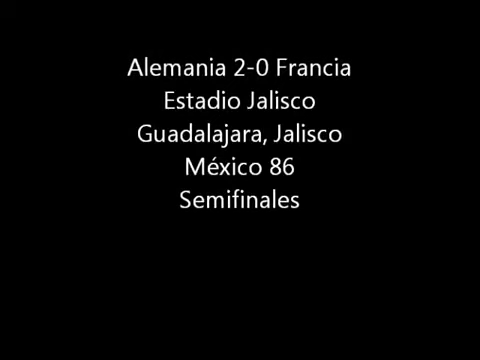 Alemania 2-0 Francia
Estadio Jalisco
Guadalajara, Jalisco
México 86
Semifinales